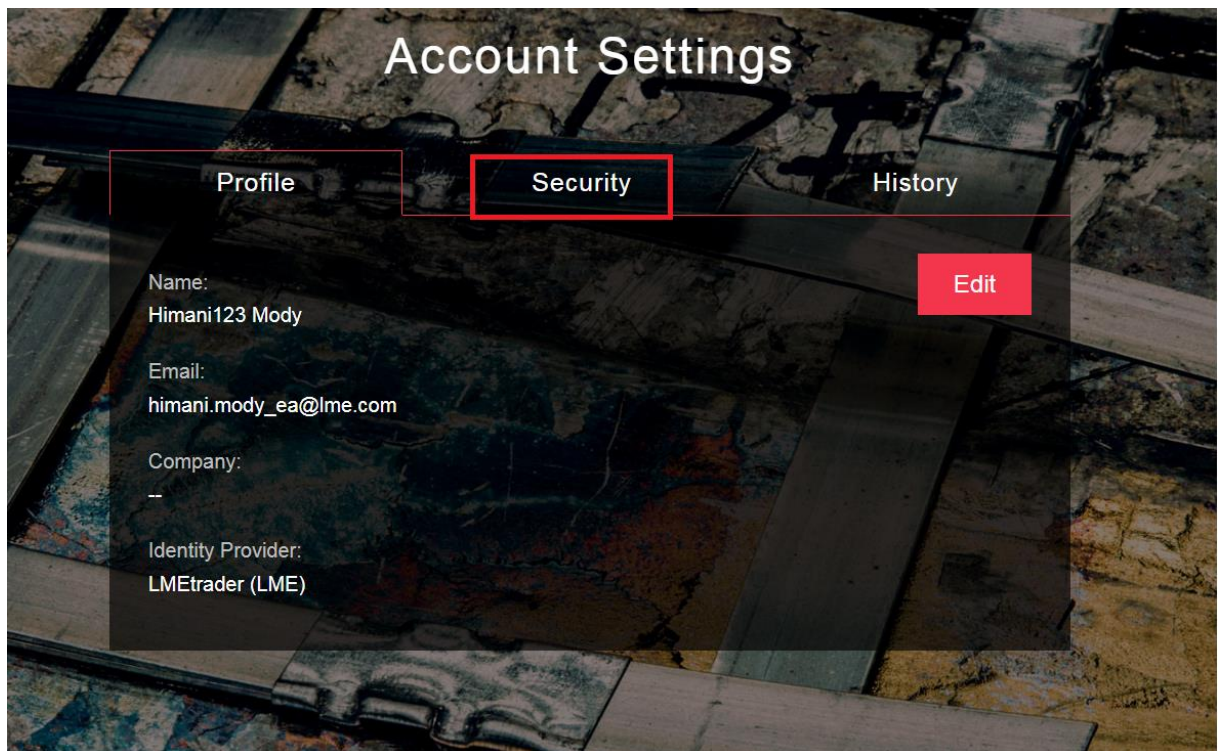 Account Settings
Profile Security History
Edit
Name:
Himani123 Mody
Email:
himani.mody_ea@lme.com
Company:
--
Identity Provider:
LMEtrader (LME)